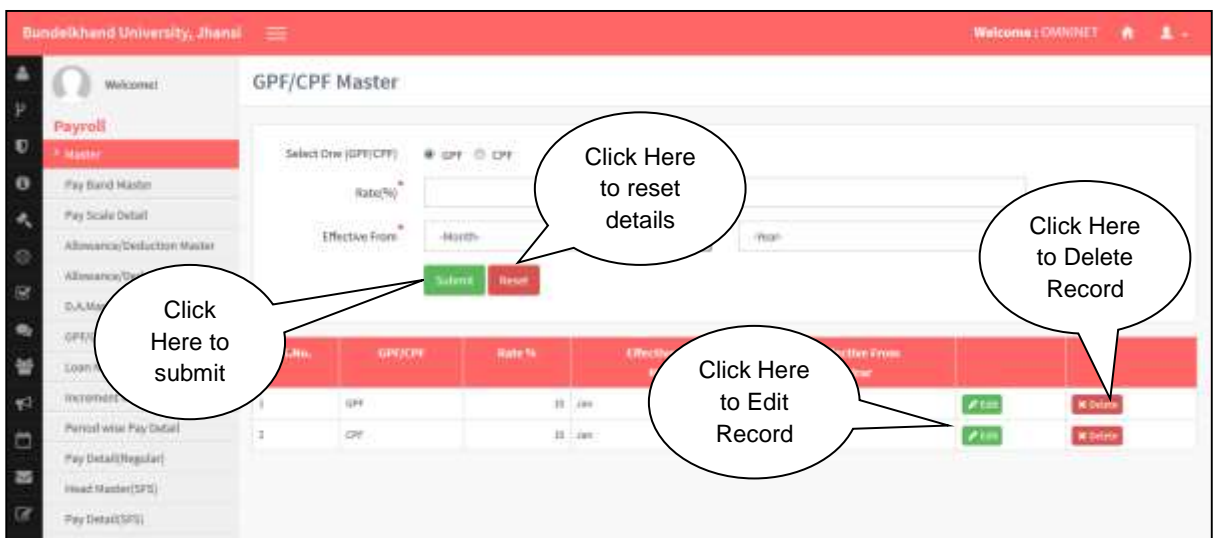 Bundelkhand University, Jhansi
Welcome : OMNINET
Welcome!
GPF/CPF Master
Payroll
Master
Pay Band Master
Pay Scale Detail
Allowance/Deduction Master
Select One (GPF/CPF) GPF CPF
Rate(%)*
Effective From* -Month- -Year-
Submit Reset
Click Here
to reset
details
Click Here
to Delete
Record
Click
Here to
submit
Click Here
to Edit
Record
GPF/CPF Rate % From
GPF Jan Edit Delete
2 CPF Jan Edit Delete
Period wise Pay Detail
Pay Detail(Regular)
Head Master(SFS)
Pay Detail(SFS)